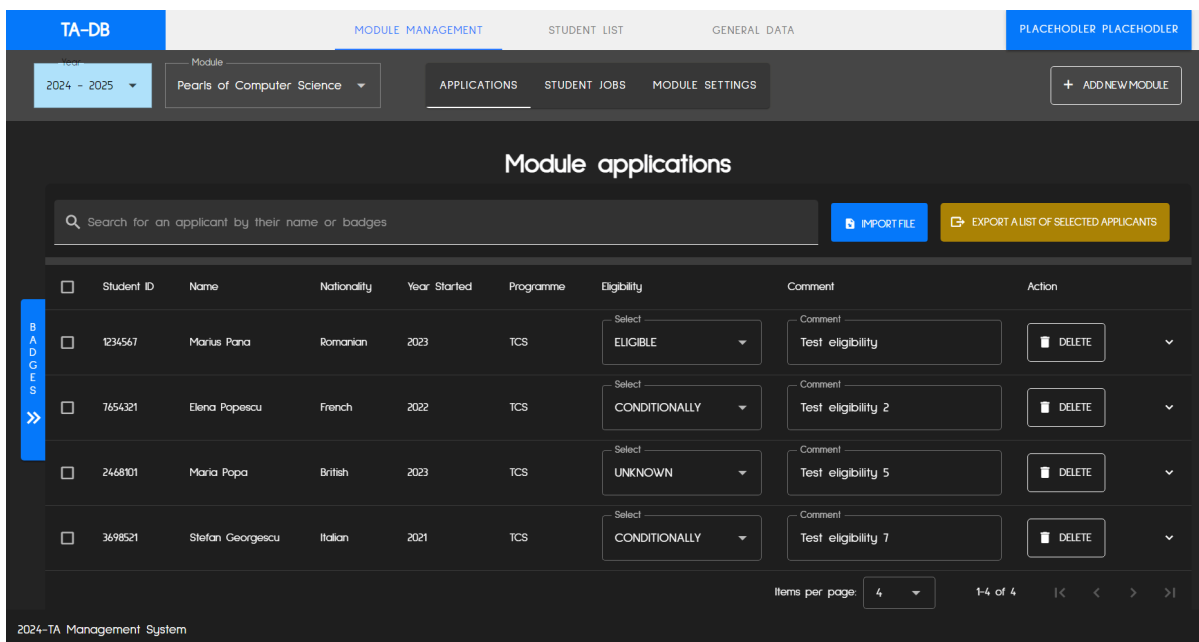 TA-DB MODULE MANAGEMENT STUDENT LIST GENERAL DATA PLACEHODLER PLACEHODLER
Year Module
2024 - 2025 Pearls of Computer Science APPLICATIONS STUDENT JOBS MODULE SETTINGS + ADD NEW MODULE
Module applications
Search for an applicant by their name or badges IMPORT FILE EXPORT A LIST OF SELECTED APPLICANTS
Student ID Name Nationality Year Started Programme Eligibility Comment Action
BADGES
Select Comment
1234567 Marius Pana Romanian 2023 TCS ELIGIBLE Test eligibility DELETE
Select Comment
7654321 Elena Popescu French 2022 TCS CONDITIONALLY Test eligibility 2 DELETE
Select Comment
2468101 Maria Popa British 2023 TCS UNKNOWN Test eligibility 5 DELETE
Select Comment
3698521 Stefan Georgescu Italian 2021 TCS CONDITIONALLY Test eligibility 7 DELETE
Items per page: 4 1-4 of 4
2024-TA Management System